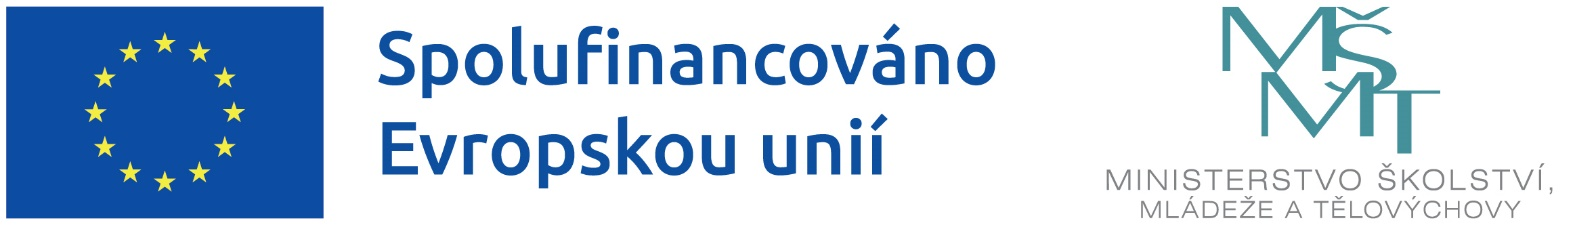 Spolufinancováno
Evropskou unií
MŠMT
MINISTERSTVO ŠKOLSTVÍ,
MLÁDEŽE A TĚLOVÝCHOVY